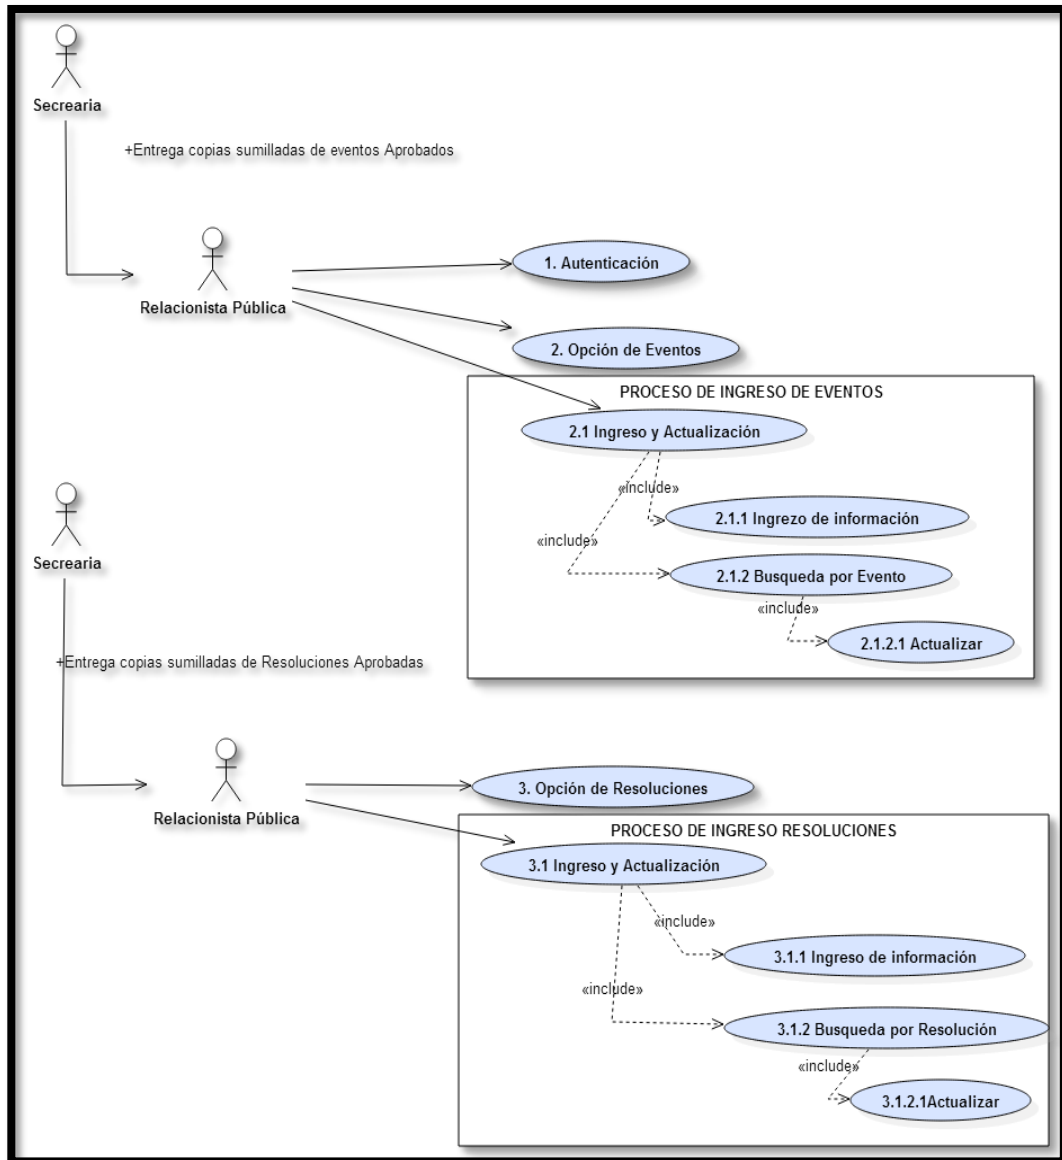 Secrearia
+Entrega copias sumilladas de eventos Aprobados
Relacionista Pública
1. Autenticación
2. Opción de Eventos
PROCESO DE INGRESO DE EVENTOS
2.1 Ingreso y Actualización
«include»
2.1.1 Ingrezo de información
«include»
2.1.2 Busqueda por Evento
«include»
2.1.2.1 Actualizar
Secrearia
+Entrega copias sumilladas de Resoluciones Aprobadas
Relacionista Pública
3. Opción de Resoluciones
PROCESO DE INGRESO RESOLUCIONES
3.1 Ingreso y Actualización
«include»
3.1.1 Ingreso de información
«include»
3.1.2 Busqueda por Resolución
«include»
3.1.2.1Actualizar